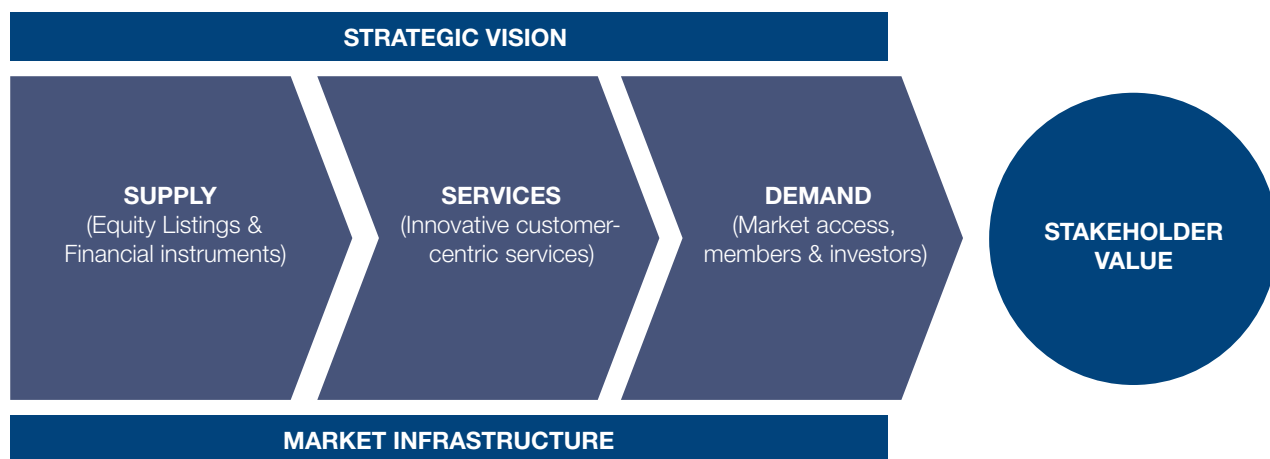 STRATEGIC VISION
SUPPLY
(Equity Listings &
Financial instruments)
SERVICES
(Innovative customer-
centric services)
DEMAND
(Market access,
members & investors)
STAKEHOLDER
VALUE
MARKET INFRASTRUCTURE